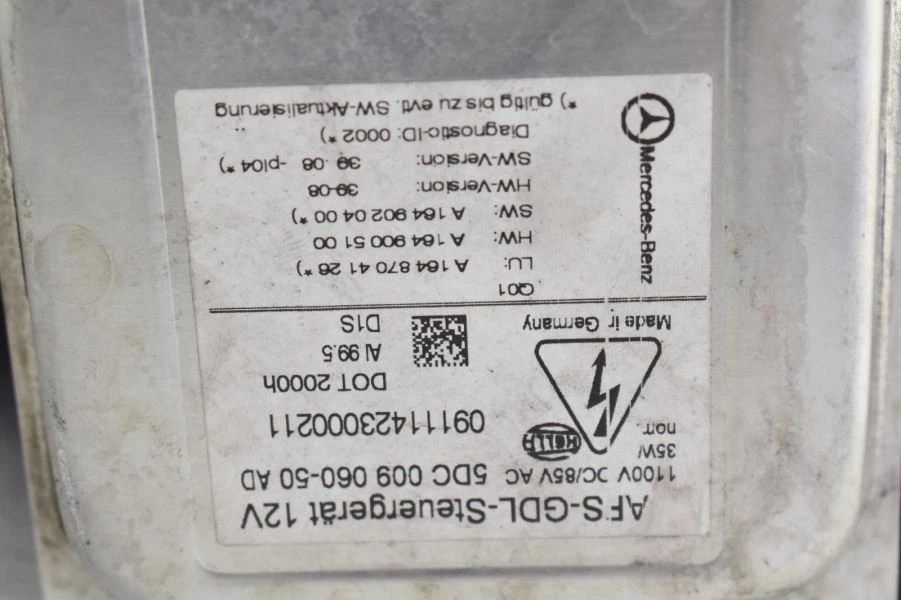 AFS-GDL-Steuergerät 12V
1100V DC/85V AC 5DC 009 060-50 AD
35W/
nom.
HELLA
09111423000211
DOT 2000h
Al 99.5
D1S
Made in Germany
Q01
LU: A 164 870 41 26 *)
HW: A 164 900 51 00
SW: A 164 902 04 00 *)
HW-Version: 39-08
SW-Version: 39. 08 -pl04*)
Diagnostic-ID: 0002 *)
*) gültig bis zu evtl. SW-Aktualisierung
Mercedes-Benz